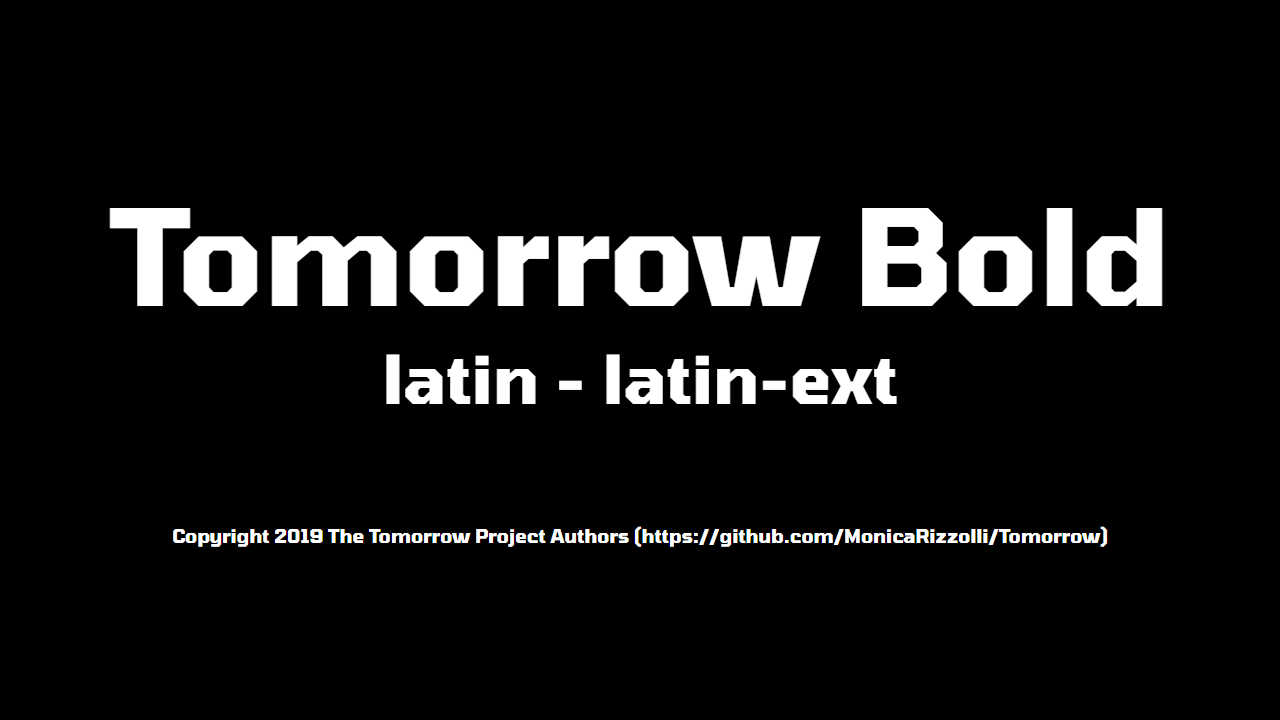 Tomorrow Bold
latin - latin-ext
Copyright 2019 The Tomorrow Project Authors (https://github.com/MonicaRizzolli/Tomorrow)